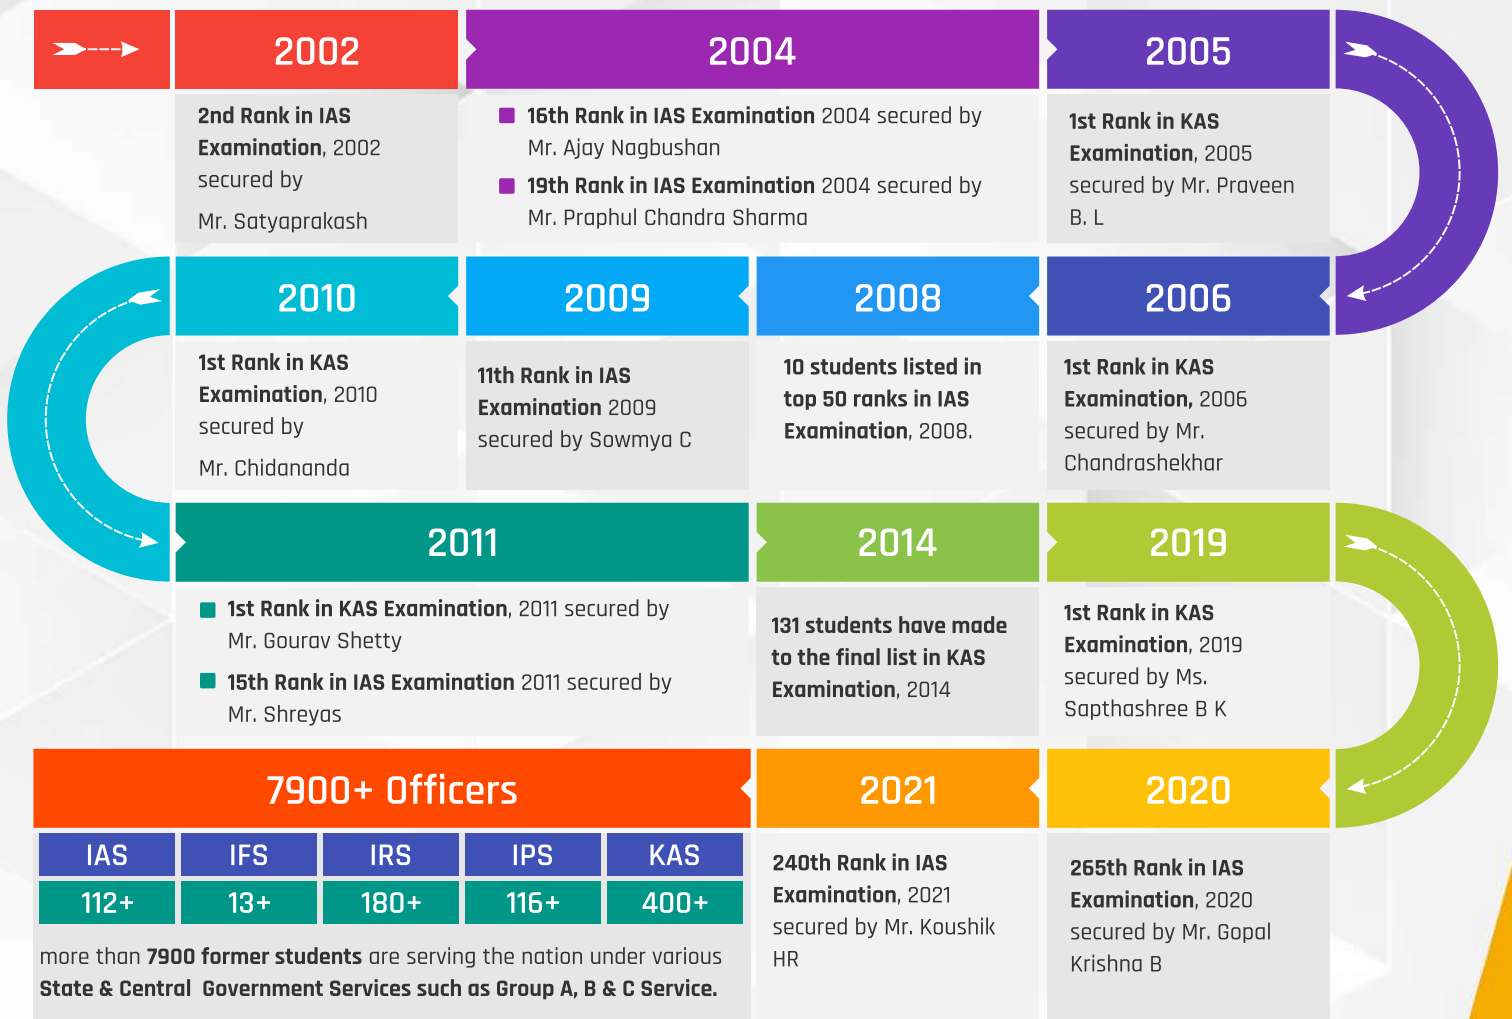 2002
2nd Rank in IAS
Examination, 2002
secured by
Mr. Satyaprakash
2004
16th Rank in IAS Examination 2004 secured by
Mr. Ajay Nagbushan
19th Rank in IAS Examination 2004 secured by
Mr. Praphul Chandra Sharma
2005
1st Rank in KAS
Examination, 2005
secured by Mr. Praveen
B. L
2006
1st Rank in KAS
Examination, 2006
secured by Mr.
Chandrashekhar
2008
10 students listed in
top 50 ranks in IAS
Examination, 2008.
2009
11th Rank in IAS
Examination 2009
secured by Sowmya C
2010
1st Rank in KAS
Examination, 2010
secured by
Mr. Chidananda
2011
1st Rank in KAS Examination, 2011 secured by
Mr. Gourav Shetty
15th Rank in IAS Examination 2011 secured by
Mr. Shreyas
2014
131 students have made
to the final list in KAS
Examination, 2014
2019
1st Rank in KAS
Examination, 2019
secured by Ms.
Sapthashree B K
2020
265th Rank in IAS
Examination, 2020
secured by Mr. Gopal
Krishna B
2021
240th Rank in IAS
Examination, 2021
secured by Mr. Koushik
HR
7900+ Officers
IAS IFS IRS IPS KAS
112+ 13+ 180+ 116+ 400+
more than 7900 former students are serving the nation under various
State & Central Government Services such as Group A, B & C Service.